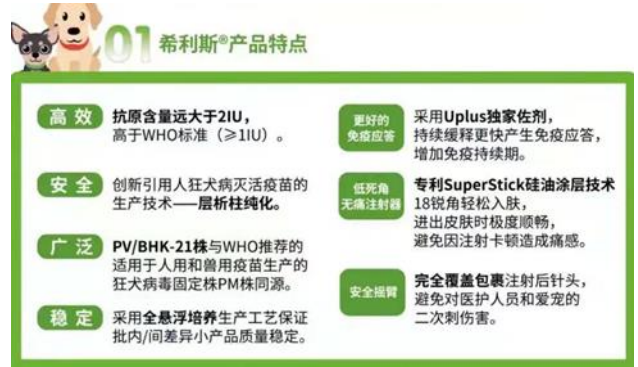 01 希利斯®产品特点
高效
抗原含量远大于2IU，
高于WHO标准（≥1IU）。
安全
创新引用人狂犬病灭活疫苗的
生产技术——层析柱纯化。
广泛
PV/BHK-21株与WHO推荐的
适用于人用和兽用疫苗生产的
狂犬病毒固定株PM株同源。
稳定
采用全悬浮培养生产工艺保证
批内/间差异小产品质量稳定。
更好的
免疫应答
采用Uplus独家佐剂，
持续缓释更快产生免疫应答，
增加免疫持续期。
低死角
无痛注射器
专利SuperStick硅油涂层技术
18锐角轻松入肤，
进出皮肤时极度顺畅，
避免因注射卡顿造成痛感。
安全摇臂
完全覆盖包裹注射后针头，
避免对医护人员和爱宠的
二次刺伤害。